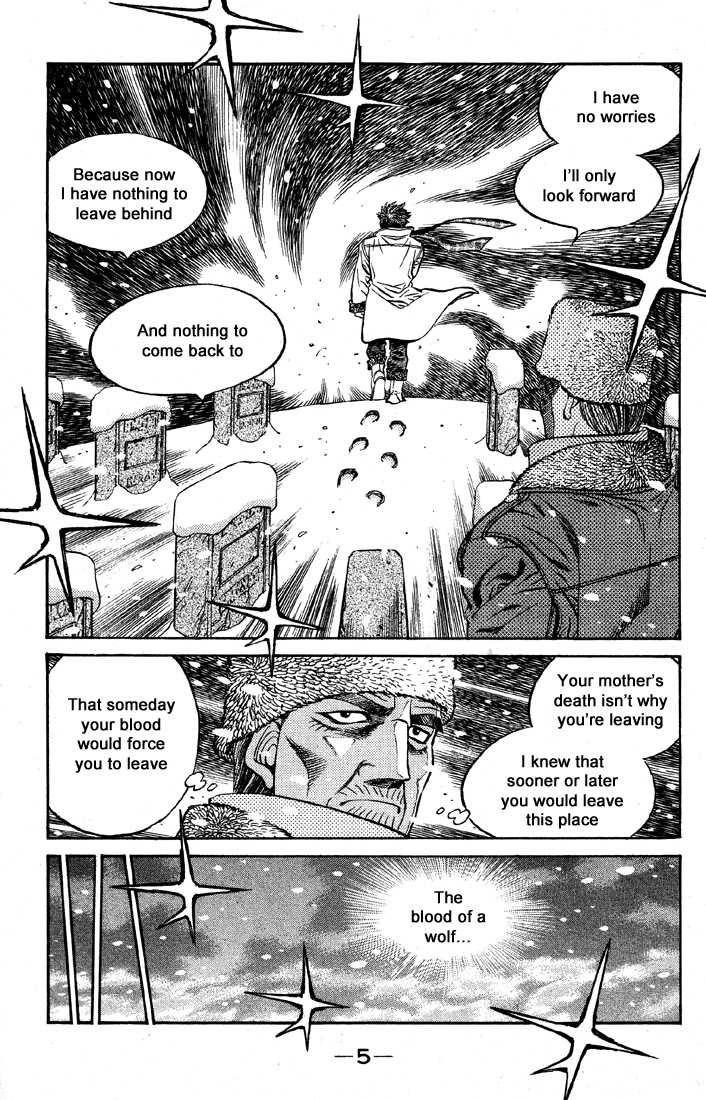 I have
no worries
I'll only
look forward
Because now
I have nothing to
leave behind
And nothing to
come back to
Your mother's
death isn't why
you're leaving
I knew that
sooner or later
you would leave
this place
That someday
your blood
would force
you to leave
The
blood of a
wolf...
—5—